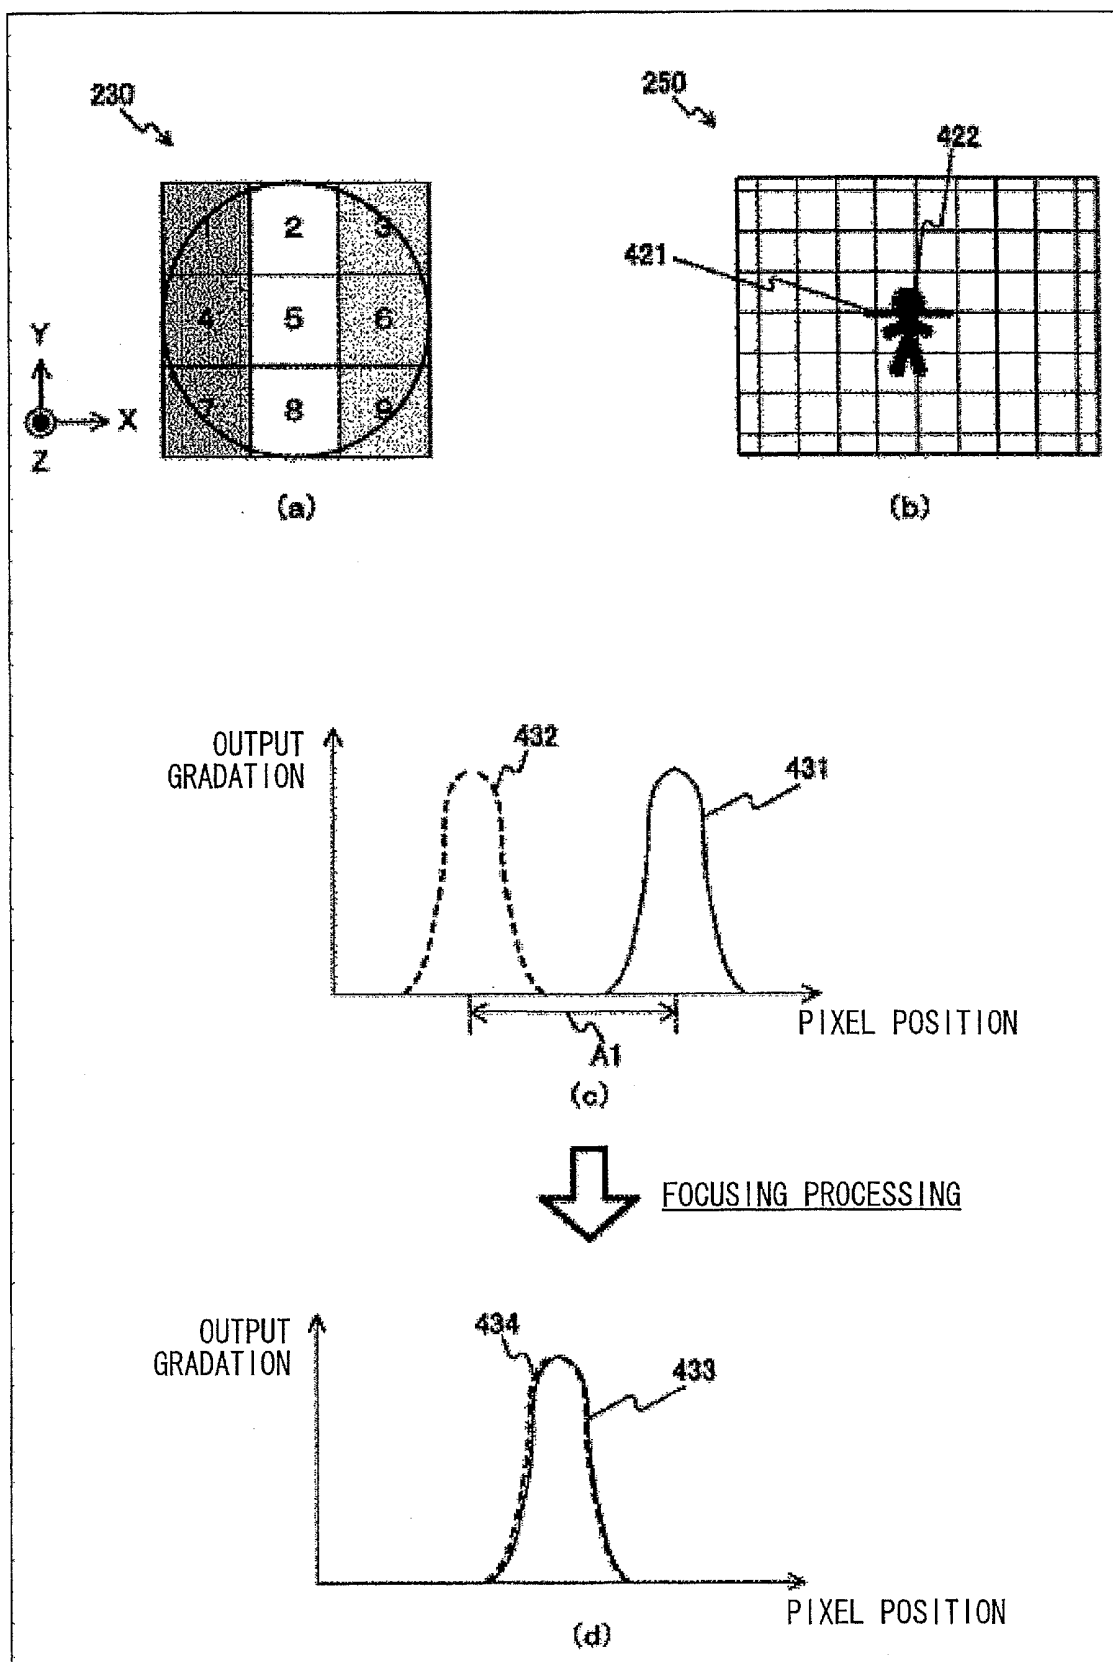 230
2 3
4 5 6
7 8 9
Y
X
Z
(a)
250
422
421
(b)
OUTPUT
GRADATION
432
431
PIXEL POSITION
A1
(c)
FOCUSING PROCESSING
OUTPUT
GRADATION
434
433
PIXEL POSITION
(d)